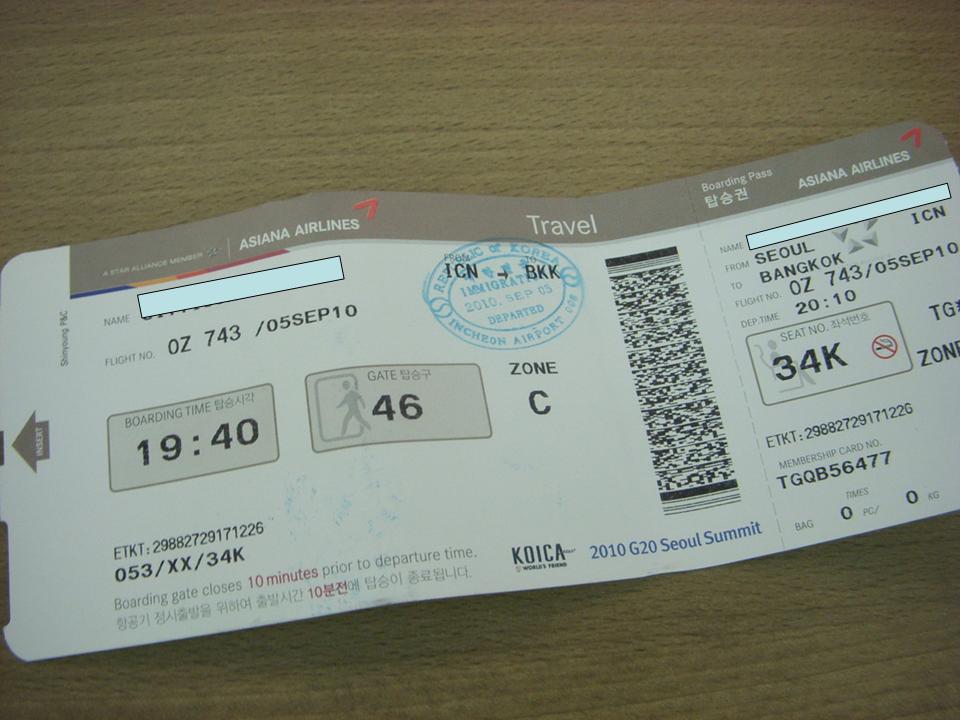 A STAR ALLIANCE MEMBER
ASIANA AIRLINES
Travel
NAME
FROM TO
ICN → BKK
REPUBLIC OF KOREA
IMMIGRATION
2010. SEP 05
DEPARTED
INCHEON AIRPORT
FLIGHT NO. OZ 743 /05SEP10
Shinyoung P&C
INSERT
BOARDING TIME 탑승시각
19:40
GATE 탑승구
46
ZONE
C
ETKT:29882729171226
053/XX/34K
Boarding gate closes 10 minutes prior to departure time.
항공기 정시출발을 위하여 출발시간 10분전에 탑승이 종료됩니다.
KOICA
WORLD'S FRIEND
2010 G20 Seoul Summit
Boarding Pass
탑승권
ASIANA AIRLINES
NAME
FROM SEOUL ICN
TO BANGKOK
FLIGHT NO. OZ 743/05SEP10
DEP.TIME 20:10
SEAT NO. 좌석번호
34K
TG
ZONE
ETKT:29882729171226
MEMBERSHIP CARD NO.
TGQB56477
TIMES
BAG 0 PC/ 0 KG